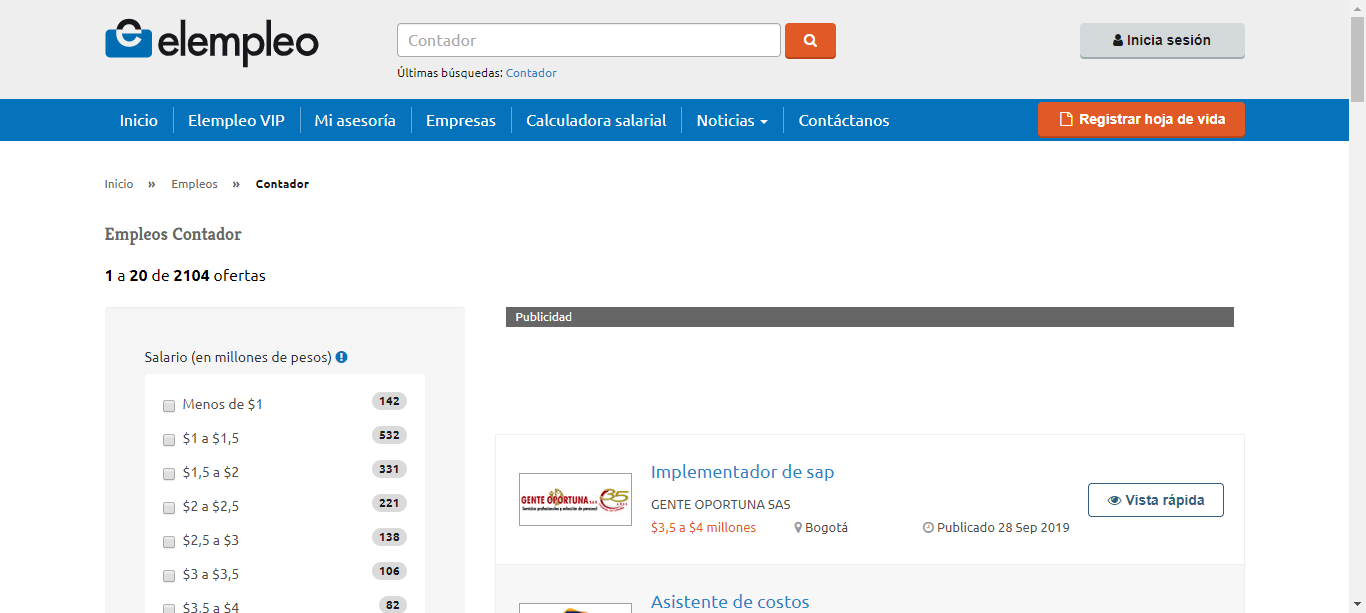 elempleo
Contador
Inicia sesión
Últimas búsquedas: Contador
Inicio Elempleo VIP Mi asesoría Empresas Calculadora salarial Noticias Contáctanos Registrar hoja de vida
Inicio » Empleos » Contador
Empleos Contador
1 a 20 de 2104 ofertas
Publicidad
Salario (en millones de pesos)
Menos de $1 142
$1 a $1,5 532
$1,5 a $2 331
$2 a $2,5 221
$2,5 a $3 138
$3 a $3,5 106
$3,5 a $4 82
Implementador de sap
GENTE OPORTUNA S.A.S 35 AÑOS
Servicios profesionales y selección de personal
GENTE OPORTUNA SAS
$3,5 a $4 millones Bogotá Publicado 28 Sep 2019
Vista rápida
Asistente de costos